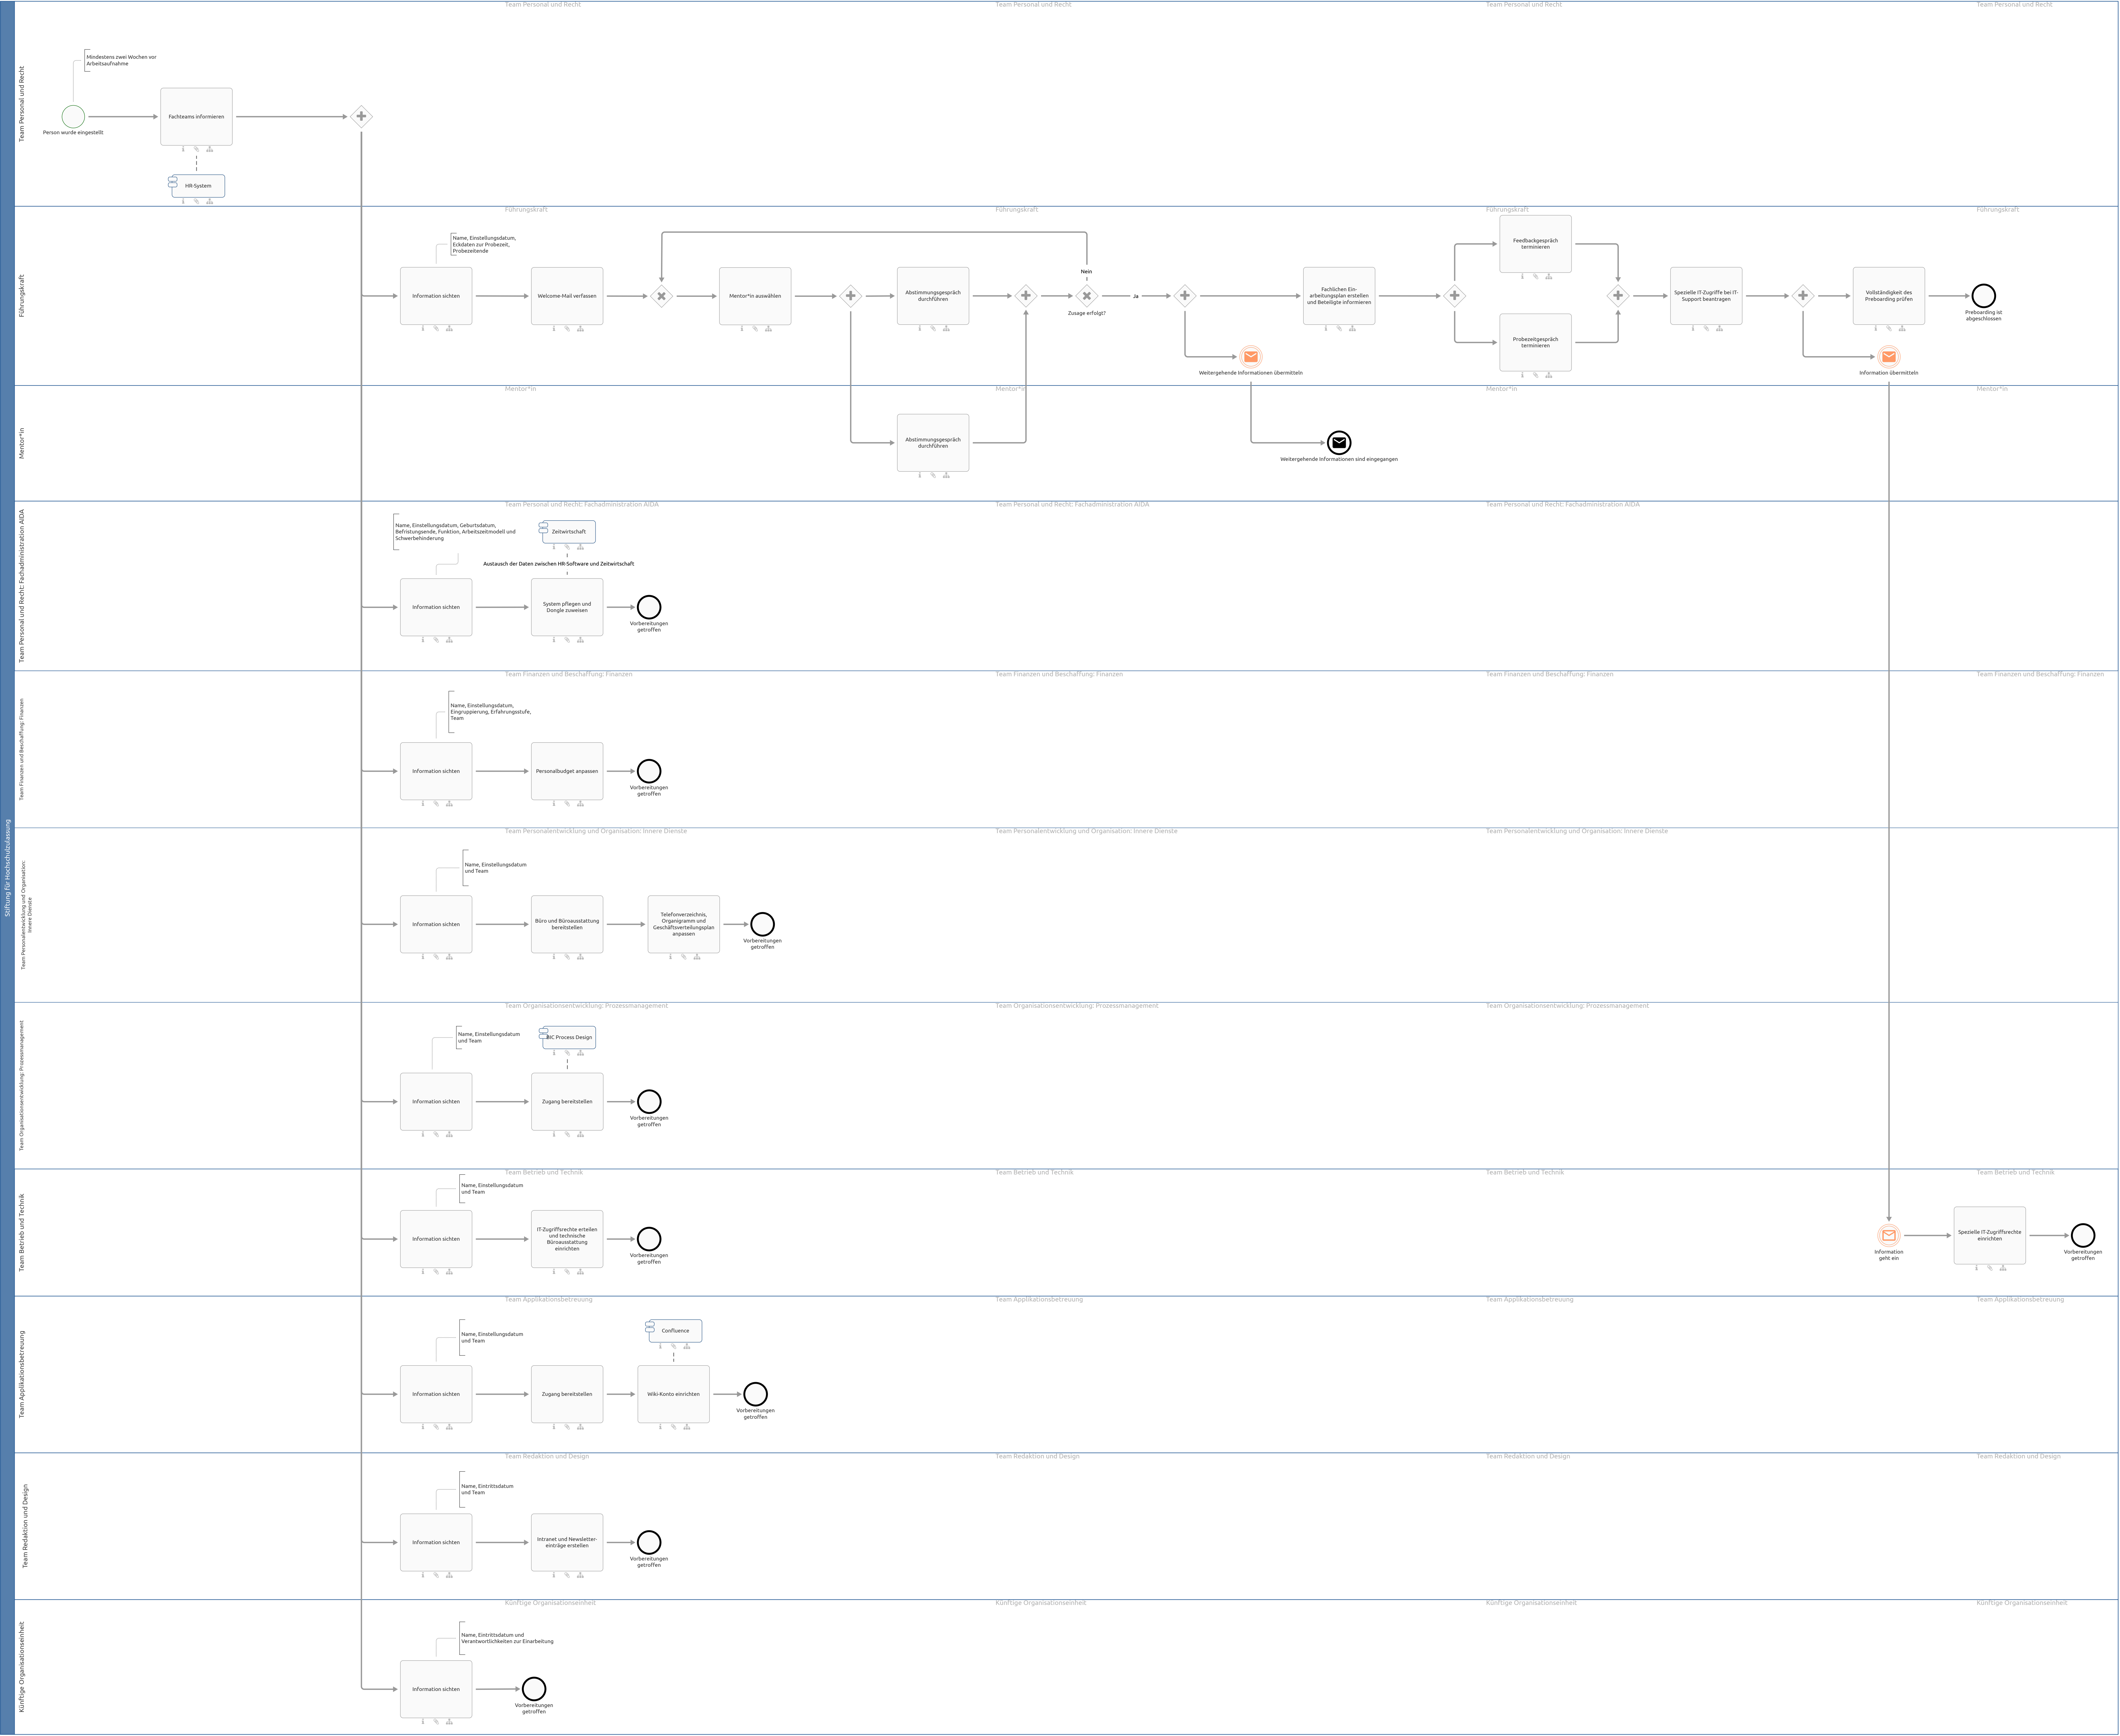 Stiftung für Hochschulzulassung
Team Personal und Recht
Team Personal und Recht
Team Personal und Recht
Team Personal und Recht
Team Personal und Recht
Mindestens zwei Wochen vor
Arbeitsaufnahme
Person wurde eingestellt
Fachteams informieren
HR-System
Führungskraft
Führungskraft
Führungskraft
Führungskraft
Führungskraft
Name, Einstellungsdatum,
Eckdaten zur Probezeit,
Probezeitende
Information sichten
Welcome-Mail verfassen
Mentor*in auswählen
Abstimmungsgespräch
durchführen
Nein
Zusage erfolgt?
Ja
Weitergehende Informationen übermitteln
Fachlichen Ein-
arbeitungsplan erstellen
und Beteiligte informieren
Feedbackgespräch
terminieren
Probezeitgespräch
terminieren
Spezielle IT-Zugriffe bei IT-
Support beantragen
Vollständigkeit des
Preboarding prüfen
Preboarding ist
abgeschlossen
Information übermitteln
Mentor*in
Mentor*in
Mentor*in
Mentor*in
Mentor*in
Abstimmungsgespräch
durchführen
Weitergehende Informationen sind eingegangen
Team Personal und Recht: Fachadministration AIDA
Team Personal und Recht: Fachadministration AIDA
Team Personal und Recht: Fachadministration AIDA
Team Personal und Recht: Fachadministration AIDA
Name, Einstellungsdatum, Geburtsdatum,
Befristungsende, Funktion, Arbeitszeitmodell und
Schwerbehinderung
Zeitwirtschaft
Austausch der Daten zwischen HR-Software und Zeitwirtschaft
Information sichten
System pflegen und
Dongle zuweisen
Vorbereitungen
getroffen
Team Finanzen und Beschaffung: Finanzen
Team Finanzen und Beschaffung: Finanzen
Team Finanzen und Beschaffung: Finanzen
Team Finanzen und Beschaffung: Finanzen
Team Finanzen und Beschaffung: Finanzen
Name, Einstellungsdatum,
Eingruppierung, Erfahrungsstufe,
Team
Information sichten
Personalbudget anpassen
Vorbereitungen
getroffen
Team Personalentwicklung und Organisation:
Innere Dienste
Team Personalentwicklung und Organisation: Innere Dienste
Team Personalentwicklung und Organisation: Innere Dienste
Team Personalentwicklung und Organisation: Innere Dienste
Name, Einstellungsdatum
und Team
Information sichten
Büro und Büroausstattung
bereitstellen
Telefonverzeichnis,
Organigramm und
Geschäftsverteilungsplan
anpassen
Vorbereitungen
getroffen
Team Organisationsentwicklung: Prozessmanagement
Team Organisationsentwicklung: Prozessmanagement
Team Organisationsentwicklung: Prozessmanagement
Team Organisationsentwicklung: Prozessmanagement
Name, Einstellungsdatum
und Team
BIC Process Design
Information sichten
Zugang bereitstellen
Vorbereitungen
getroffen
Team Betrieb und Technik
Team Betrieb und Technik
Team Betrieb und Technik
Team Betrieb und Technik
Team Betrieb und Technik
Name, Einstellungsdatum
und Team
Information sichten
IT-Zugriffsrechte erteilen
und technische
Büroausstattung
einrichten
Vorbereitungen
getroffen
Information
geht ein
Spezielle IT-Zugriffsrechte
einrichten
Vorbereitungen
getroffen
Team Applikationsbetreuung
Team Applikationsbetreuung
Team Applikationsbetreuung
Team Applikationsbetreuung
Team Applikationsbetreuung
Name, Einstellungsdatum
und Team
Confluence
Information sichten
Zugang bereitstellen
Wiki-Konto einrichten
Vorbereitungen
getroffen
Team Redaktion und Design
Team Redaktion und Design
Team Redaktion und Design
Team Redaktion und Design
Team Redaktion und Design
Name, Eintrittsdatum
und Team
Information sichten
Intranet und Newsletter-
einträge erstellen
Vorbereitungen
getroffen
Künftige Organisationseinheit
Künftige Organisationseinheit
Künftige Organisationseinheit
Künftige Organisationseinheit
Künftige Organisationseinheit
Name, Eintrittsdatum und
Verantwortlichkeiten zur Einarbeitung
Information sichten
Vorbereitungen
getroffen